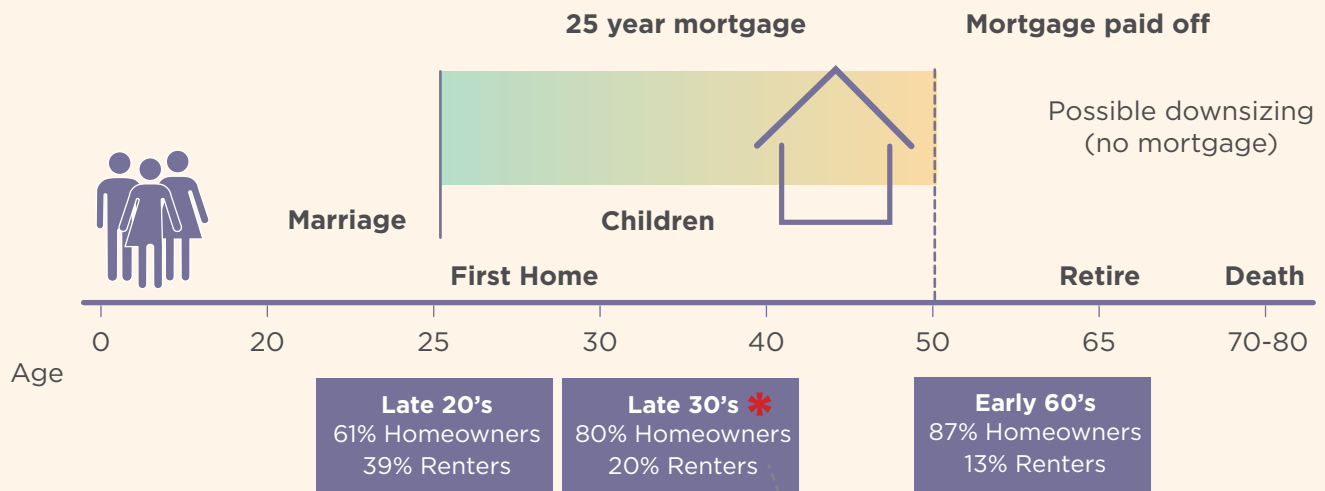 25 year mortgage
Mortgage paid off
Possible downsizing
(no mortgage)
Marriage
Children
First Home
Retire
Death
0
20
25
30
40
50
65
70-80
Age
Late 20's
61% Homeowners
39% Renters
Late 30's *
80% Homeowners
20% Renters
Early 60's
87% Homeowners
13% Renters